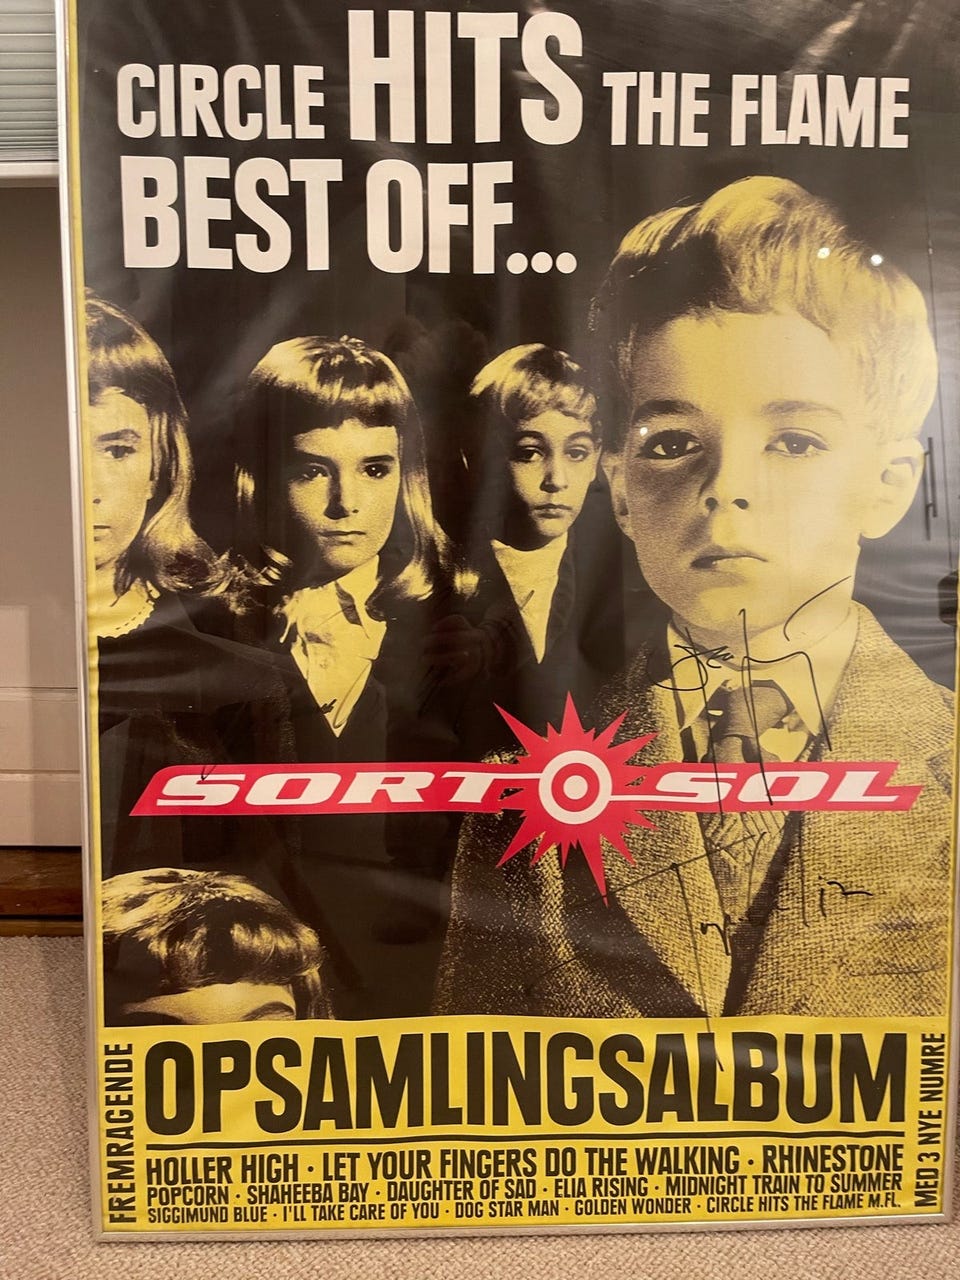 CIRCLE HITS THE FLAME
BEST OFF...
SORT SOL
FREMRAGENDE
OPSAMLINGSALBUM
MED 3 NYE NUMRE
HOLLER HIGH · LET YOUR FINGERS DO THE WALKING · RHINESTONE
POPCORN · SHAHEEBA BAY · DAUGHTER OF SAD · ELIA RISING · MIDNIGHT TRAIN TO SUMMER
SIGGIMUND BLUE · I'LL TAKE CARE OF YOU · DOG STAR MAN · GOLDEN WONDER · CIRCLE HITS THE FLAME M.FL.